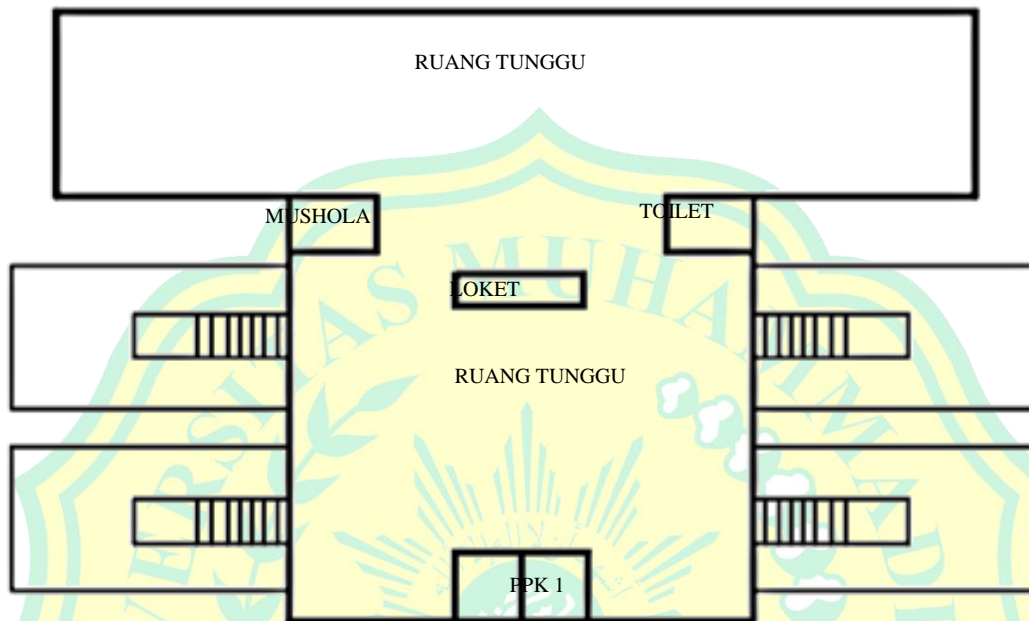 RUANG TUNGGU
MUSHOLA
TOILET
LOKET
RUANG TUNGGU
PPK 1